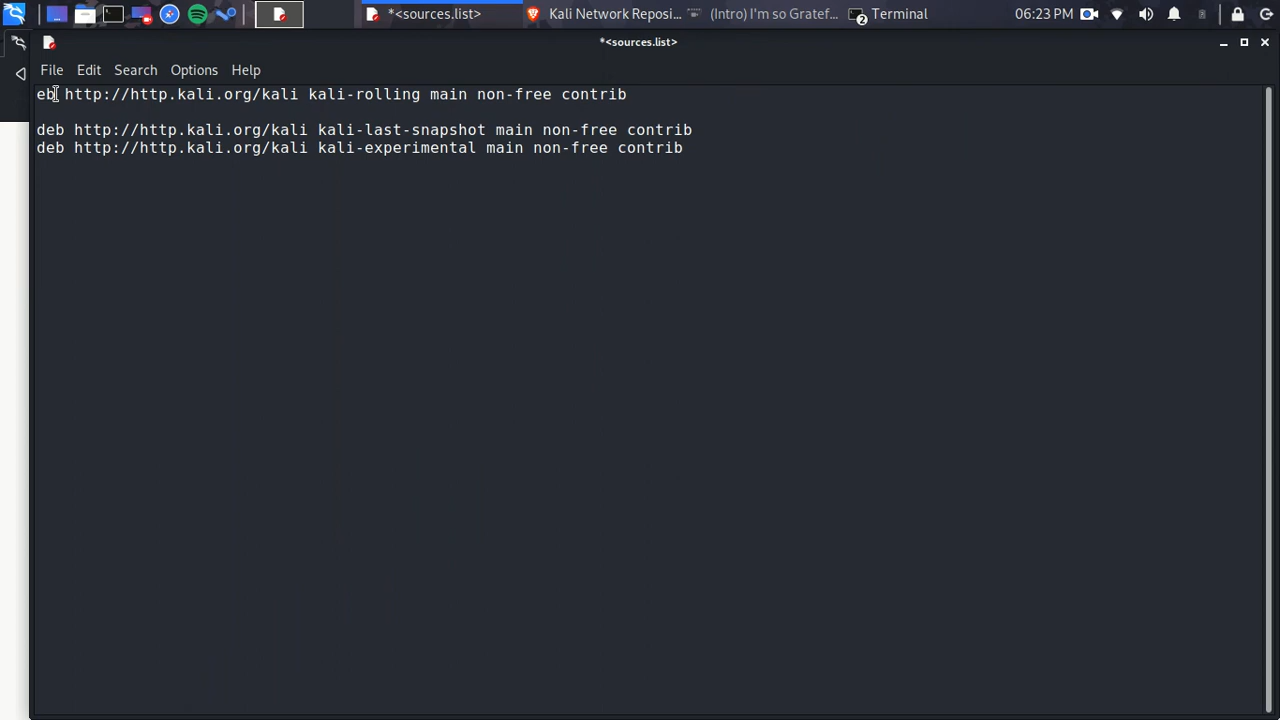 *<sources.list>
Kali Network Reposi...
(Intro) I'm so Gratef...
2
Terminal
06:23 PM
*<sources.list>
File Edit Search Options Help
eb http://http.kali.org/kali kali-rolling main non-free contrib
deb http://http.kali.org/kali kali-last-snapshot main non-free contrib
deb http://http.kali.org/kali kali-experimental main non-free contrib